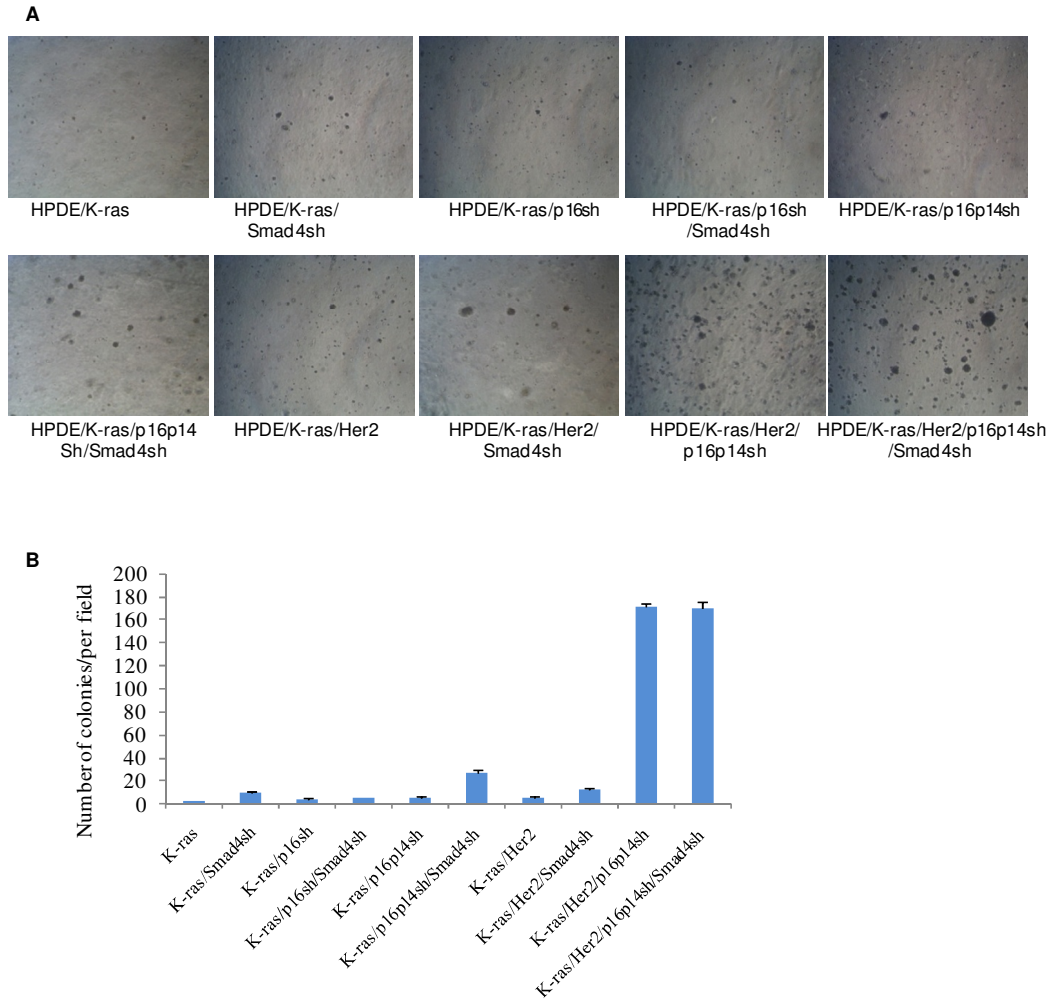 A
HPDE/K-ras
HPDE/K-ras/
Smad4sh
HPDE/K-ras/p16sh
HPDE/K-ras/p16sh
/Smad4sh
HPDE/K-ras/p16p14sh
HPDE/K-ras/p16p14
Sh/Smad4sh
HPDE/K-ras/Her2
HPDE/K-ras/Her2/
Smad4sh
HPDE/K-ras/Her2/
p16p14sh
HPDE/K-ras/Her2/p16p14sh
/Smad4sh
B
Number of colonies/per field
200
180
160
140
120
100
80
60
40
20
0
K-ras
K-ras/Smad4sh
K-ras/p16sh
K-ras/p16sh/Smad4sh
K-ras/p16p14sh
K-ras/p16p14sh/Smad4sh
K-ras/Her2
K-ras/Her2/Smad4sh
K-ras/Her2/p16p14sh
K-ras/Her2/p16p14sh/Smad4sh